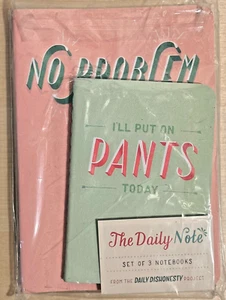 NO PROBLEM
I'LL PUT ON
PANTS
TODAY
The Daily Note
SET OF 3 NOTEBOOKS
FROM THE DAILY DISHONESTY PROJECT